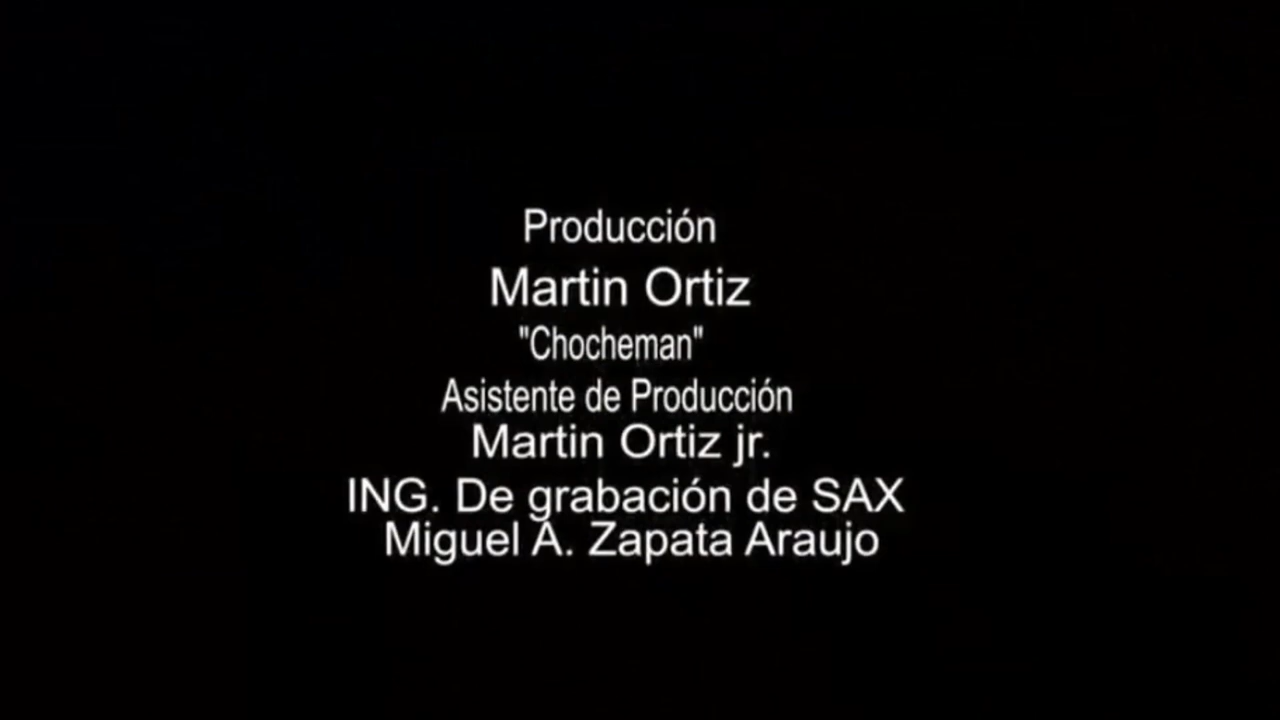 Producción
Martin Ortiz
"Chocheman"
Asistente de Producción
Martin Ortiz jr.
ING. De grabación de SAX
Miguel A. Zapata Araujo